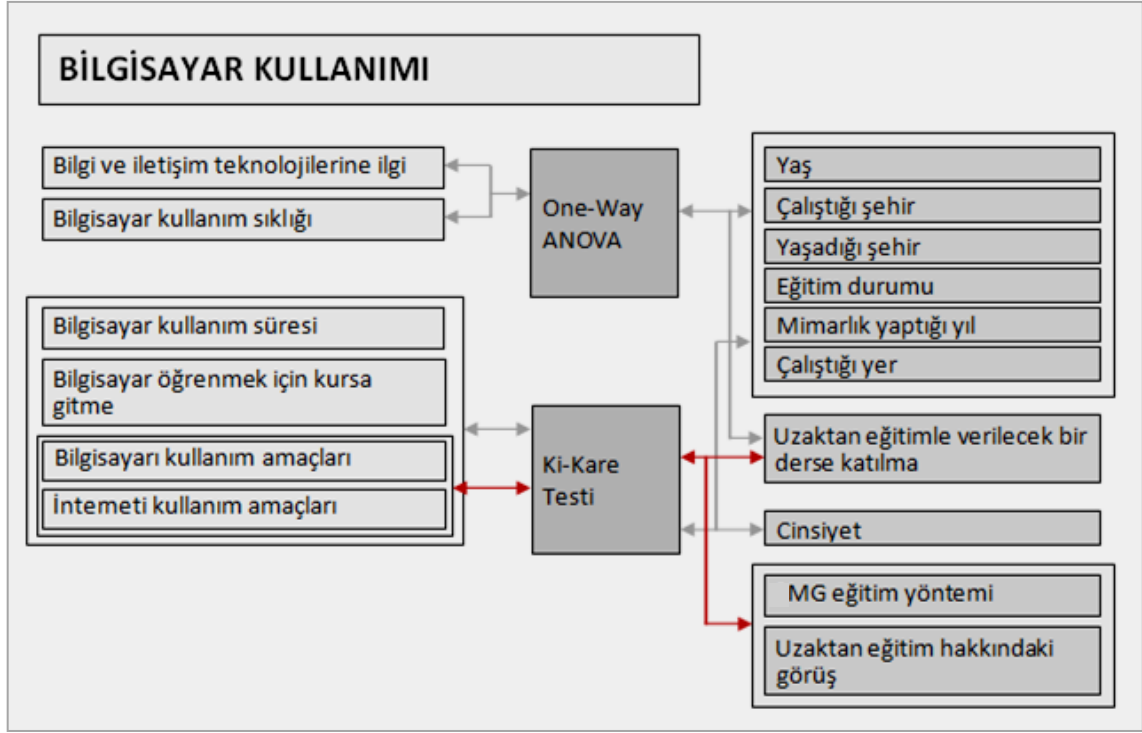 BİLGİSAYAR KULLANIMI
Bilgi ve iletişim teknolojilerine ilgi
Bilgisayar kullanım sıklığı
Bilgisayar kullanım süresi
Bilgisayar öğrenmek için kursa
gitme
Bilgisayarı kullanım amaçları
İnterneti kullanım amaçları
One-Way
ANOVA
Ki-Kare
Testi
Yaş
Çalıştığı şehir
Yaşadığı şehir
Eğitim durumu
Mimarlık yaptığı yıl
Çalıştığı yer
Uzaktan eğitimle verilecek bir
derse katılma
Cinsiyet
MG eğitim yöntemi
Uzaktan eğitim hakkındaki
görüş